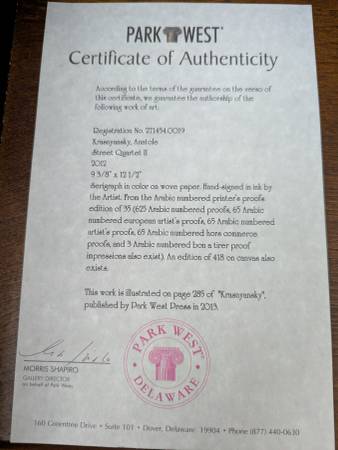 PARK WEST®
Certificate of Authenticity
According to the terms of the guarantee on the verso of
this certificate, we guarantee the authorship of the
following work of art:
Registration No. 271454.0019
Krasnyansky, Anatole
Street Quartet II
2012
9 3/8" x 12 1/2"
Serigraph in color on wove paper. Hand-signed in ink by
the Artist. From the Arabic numbered printer's proofs
edition of 35 (625 Arabic numbered proofs, 65 Arabic
numbered european artist's proofs, 65 Arabic numbered
artist's proofs, 65 Arabic numbered hors commerce
proofs, and 3 Arabic numbered bon a tirer proof
inpressions also exist). An edition of 418 on canvas also
exists.
This work is illustrated on page 285 of "Krasnyansky",
published by Park West Press in 2013.
MORRIS SHAPIRO
GALLERY DIRECTOR
on behalf of Park West
PARK WEST
DELAWARE
160 Greentree Drive • Suite 101 • Dover, Delaware 19904 • Phone (877) 440-0630